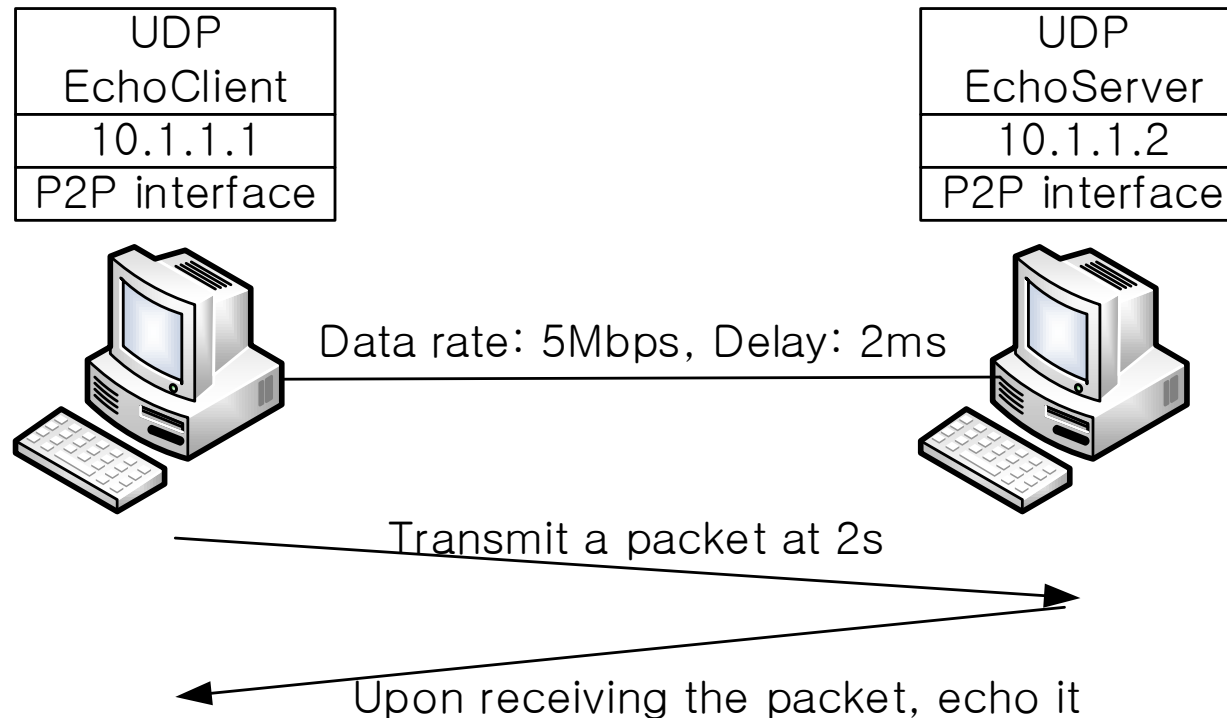 UDP
EchoClient
10.1.1.1
P2P interface
UDP
EchoServer
10.1.1.2
P2P interface
Data rate: 5Mbps, Delay: 2ms
Transmit a packet at 2s
Upon receiving the packet, echo it